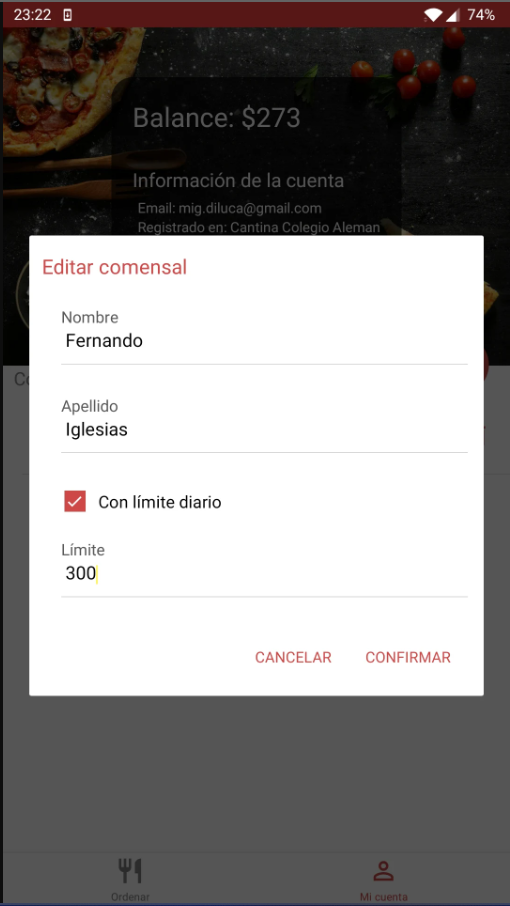 23:22
74%
Balance: $273
Información de la cuenta
Email: mig.diluca@gmail.com
Registrado en: Cantina Colegio Aleman
Editar comensal
Nombre
Fernando
Apellido
Iglesias
Con límite diario
Límite
300
CANCELAR CONFIRMAR
Ordenar
Mi cuenta